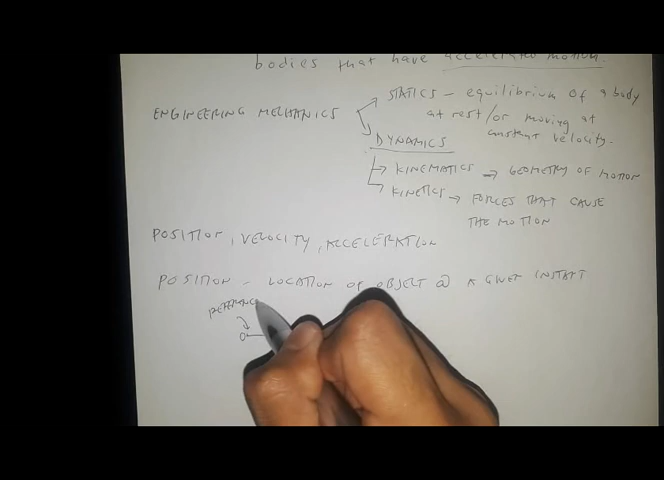 bodies that have accelerated motion.
STATICS - equilibrium of a body
ENGINEERING MECHANICS
at rest/or moving at
constant velocity.
DYNAMICS
KINEMATICS → GEOMETRY OF MOTION
KINETICS → FORCES THAT CAUSE
THE MOTION
POSITION, VELOCITY, ACCELERATION
POSITION - LOCATION OF OBJECT @ A GIVEN INSTANT
REFERENC
O